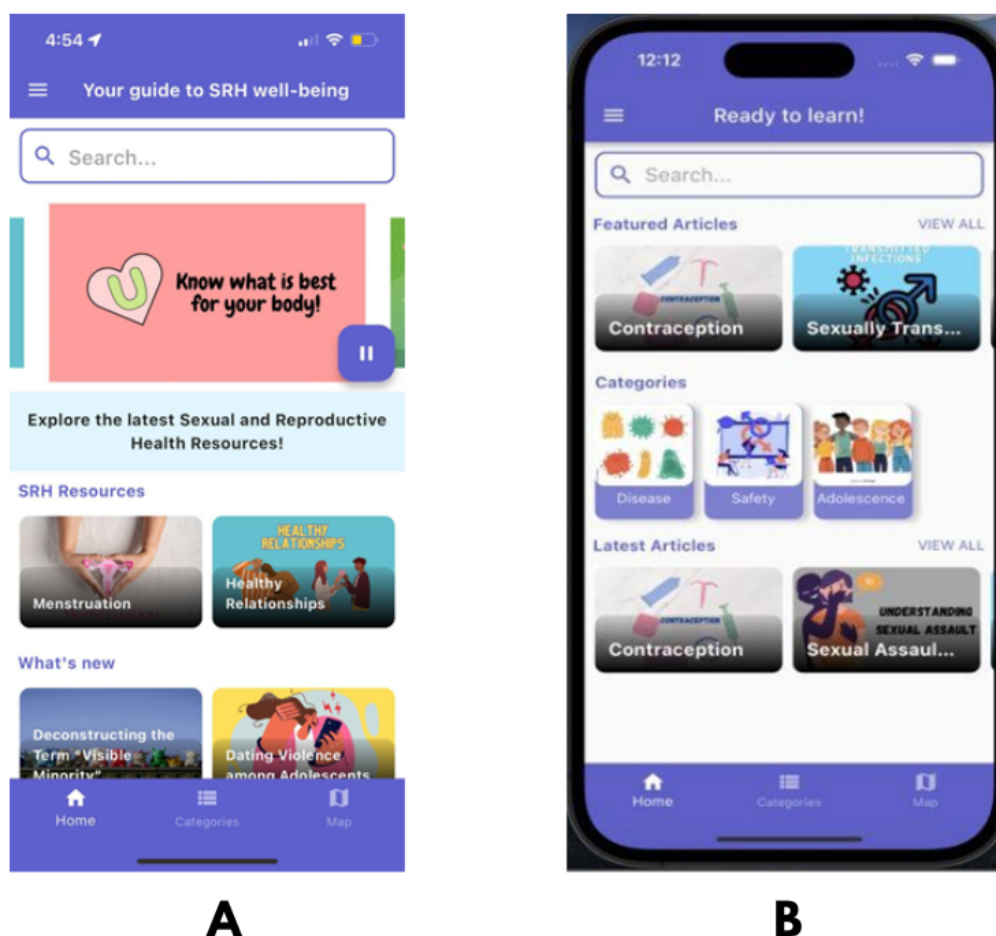 4:54
Your guide to SRH well-being
Search...
Know what is best
for your body!
Explore the latest Sexual and Reproductive
Health Resources!
SRH Resources
HEALTHY
RELATIONSHIPS
Menstruation
Healthy
Relationships
What's new
Deconstructing the
Term "Visible
Minority"
Dating Violence
among Adolescents
Home
Categories
Map
A
12:12
Ready to learn!
Search...
Featured Articles
VIEW ALL
CONTRACEPTION
Contraception
TRANSMITTED
INFECTIONS
Sexually Trans...
Categories
Disease
Safety
Adolescence
Latest Articles
VIEW ALL
CONTRACEPTION
Contraception
UNDERSTANDING
SEXUAL ASSAULT
Sexual Assaul...
Home
Categories
Map
B